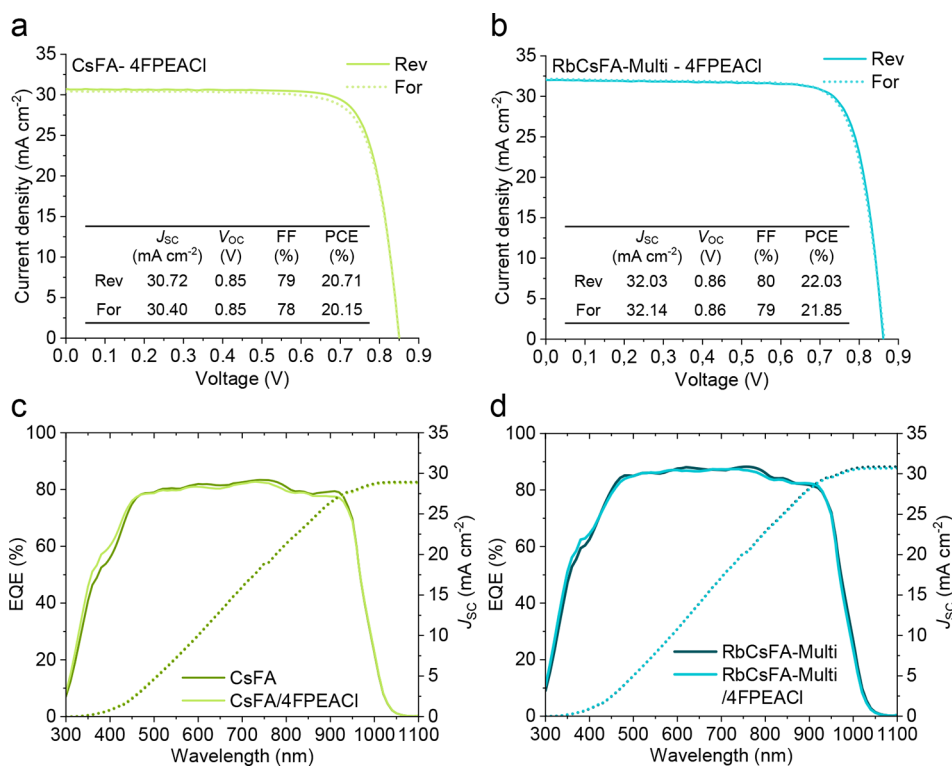 a
CsFA- 4FPEACl
Rev
For
35
30
25
20
15
10
5
0
Current density (mA cm-2)
JSC VOC FF PCE
(mA cm-2) (V) (%) (%)
Rev 30.72 0.85 79 20.71
For 30.40 0.85 78 20.15
0.0 0.1 0.2 0.3 0.4 0.5 0.6 0.7 0.8 0.9
Voltage (V)
b
RbCsFA-Multi - 4FPEACl
Rev
For
35
30
25
20
15
10
5
0
Current density (mA cm-2)
JSC VOC FF PCE
(mA cm-2) (V) (%) (%)
Rev 32.03 0.86 80 22.03
For 32.14 0.86 79 21.85
0,0 0,1 0,2 0,3 0,4 0,5 0,6 0,7 0,8 0,9
Voltage (V)
c
100
80
60
40
20
0
EQE (%)
35
30
25
20
15
10
5
0
JSC (mA cm-2)
CsFA
CsFA/4FPEACl
300 400 500 600 700 800 900 1000 1100
Wavelength (nm)
d
100
80
60
40
20
0
EQE (%)
35
30
25
20
15
10
5
0
JSC (mA cm-2)
RbCsFA-Multi
RbCsFA-Multi
/4FPEACl
300 400 500 600 700 800 900 1000 1100
Wavelength (nm)